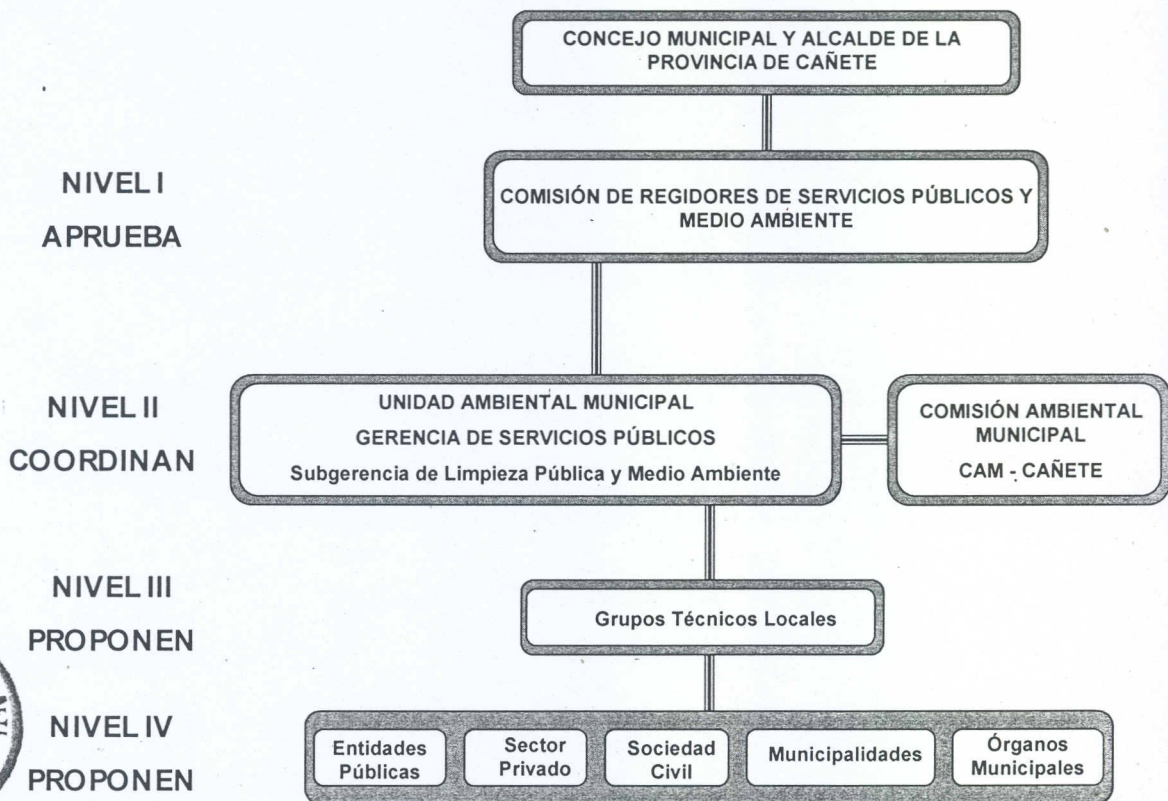 CONCEJO MUNICIPAL Y ALCALDE DE LA
PROVINCIA DE CAÑETE
NIVEL I
APRUEBA
COMISIÓN DE REGIDORES DE SERVICIOS PÚBLICOS Y
MEDIO AMBIENTE
NIVEL II
COORDINAN
UNIDAD AMBIENTAL MUNICIPAL
GERENCIA DE SERVICIOS PÚBLICOS
Subgerencia de Limpieza Pública y Medio Ambiente
COMISIÓN AMBIENTAL
MUNICIPAL
CAM - CAÑETE
NIVEL III
PROPONEN
Grupos Técnicos Locales
NIVEL IV
PROPONEN
Entidades
Públicas
Sector
Privado
Sociedad
Civil
Municipalidades
Órganos
Municipales